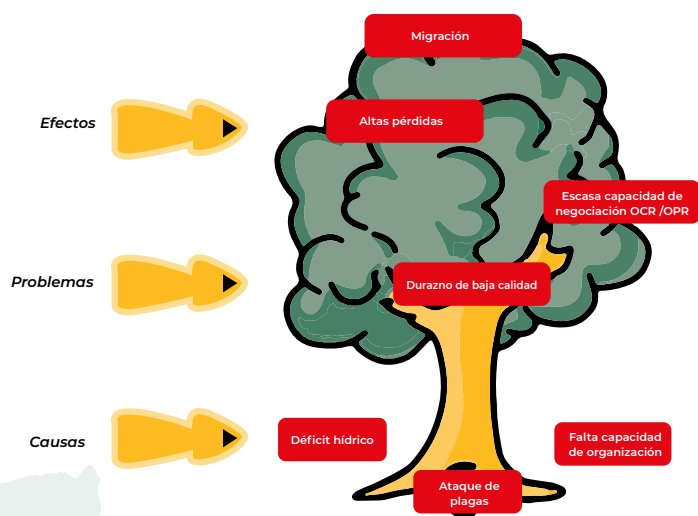 Migración
Efectos
Altas pérdidas
Escasa capacidad de
negociación OCR /OPR
Problemas
Durazno de baja calidad
Causas
Déficit hídrico
Falta capacidad
de organización
Ataque de
plagas